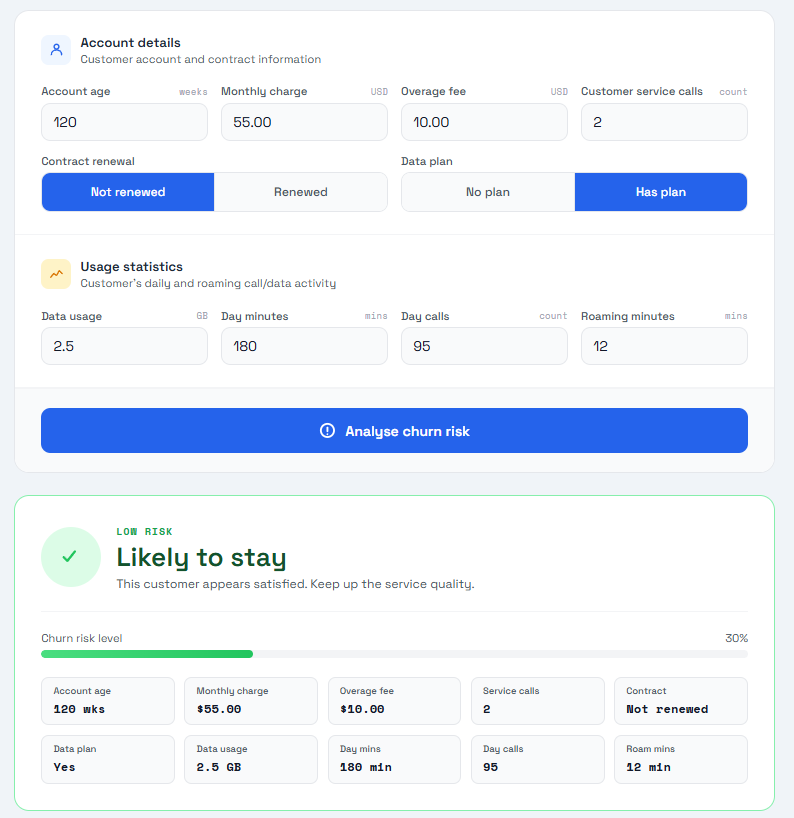 Account details
Customer account and contract information
Account age weeks Monthly charge USD Overage fee USD Customer service calls count
120 55.00 10.00 2
Contract renewal Data plan
Not renewed Renewed No plan Has plan
Usage statistics
Customer's daily and roaming call/data activity
Data usage GB Day minutes mins Day calls count Roaming minutes mins
2.5 180 95 12
Analyse churn risk
LOW RISK
Likely to stay
This customer appears satisfied. Keep up the service quality.
Churn risk level 30%
Account age Monthly charge Overage fee Service calls Contract
120 wks $55.00 $10.00 2 Not renewed
Data plan Data usage Day mins Day calls Roam mins
Yes 2.5 GB 180 min 95 12 min